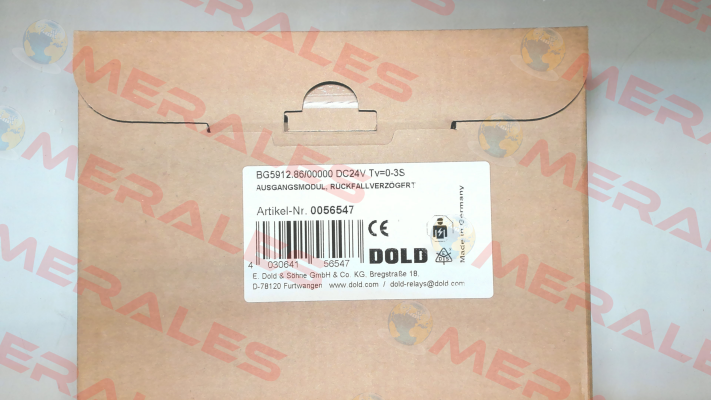 BG5912.86/00000 DC24V Tv=0-3S
AUSGANGSMODUL, RÜCKFALLVERZÖGERT
Artikel-Nr. 0056547
CE
DOLD
Made in Germany
4 030641 56547
E. Dold & Söhne GmbH & Co. KG. Bregstraße 18.
D-78120 Furtwangen www.dold.com / dold-relays@dold.com
MERALES
MERALES
MERALES
MERALES
MERALES
MERALES